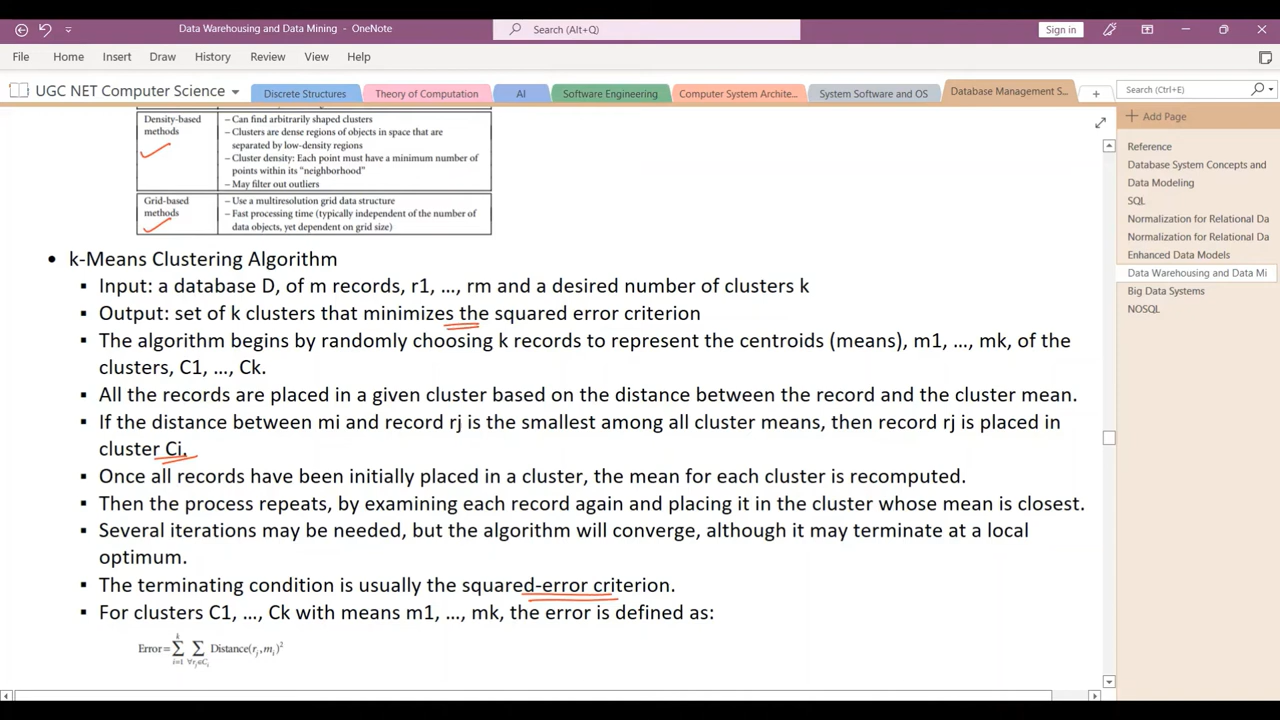 Data Warehousing and Data Mining - OneNote
Search (Alt+Q)
Sign in
File Home Insert Draw History Review View Help
UGC NET Computer Science
Discrete Structures
Theory of Computation
AI
Software Engineering
Computer System Archite...
System Software and OS
Database Management S...
Search (Ctrl+E)
Add Page
Reference
Database System Concepts and
Data Modeling
SQL
Normalization for Relational Da
Normalization for Relational Da
Enhanced Data Models
Data Warehousing and Data Mi
Big Data Systems
NOSQL
Density-based
methods
– Can find arbitrarily shaped clusters
– Clusters are dense regions of objects in space that are
separated by low-density regions
– Cluster density: Each point must have a minimum number of
points within its "neighborhood"
– May filter out outliers
Grid-based
methods
– Use a multiresolution grid data structure
– Fast processing time (typically independent of the number of
data objects, yet dependent on grid size)
• k-Means Clustering Algorithm
▪ Input: a database D, of m records, r1, ..., rm and a desired number of clusters k
▪ Output: set of k clusters that minimizes the squared error criterion
▪ The algorithm begins by randomly choosing k records to represent the centroids (means), m1, ..., mk, of the
clusters, C1, ..., Ck.
▪ All the records are placed in a given cluster based on the distance between the record and the cluster mean.
▪ If the distance between mi and record rj is the smallest among all cluster means, then record rj is placed in
cluster Ci.
▪ Once all records have been initially placed in a cluster, the mean for each cluster is recomputed.
▪ Then the process repeats, by examining each record again and placing it in the cluster whose mean is closest.
▪ Several iterations may be needed, but the algorithm will converge, although it may terminate at a local
optimum.
▪ The terminating condition is usually the squared-error criterion.
▪ For clusters C1, ..., Ck with means m1, ..., mk, the error is defined as:
Error = ∑ᵢ₌₁ᵏ ∑∀rⱼ∈Cᵢ Distance(rⱼ, mᵢ)²